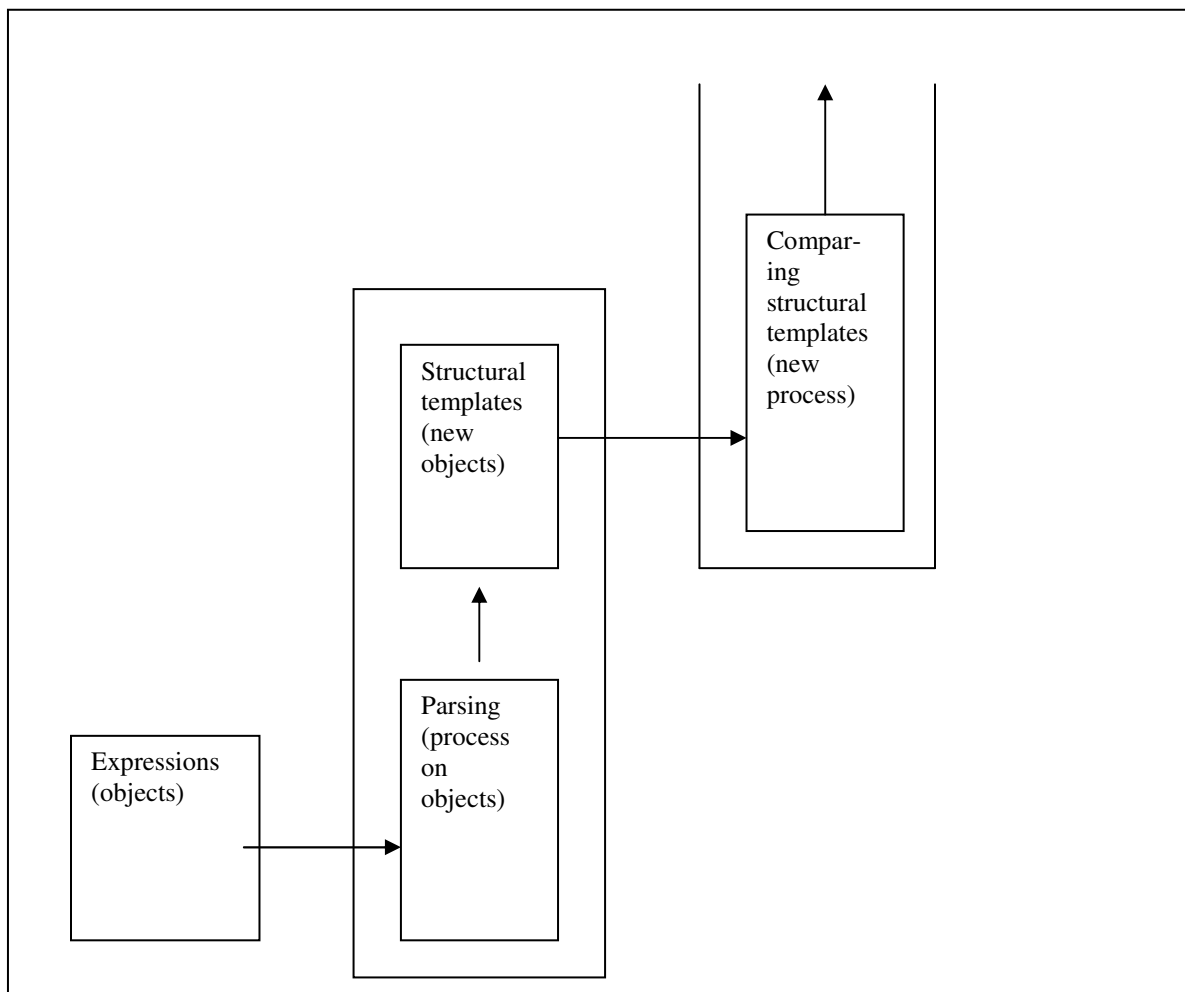 Compar-
ing
structural
templates
(new
process)
Structural
templates
(new
objects)
Parsing
(process
on
objects)
Expressions
(objects)